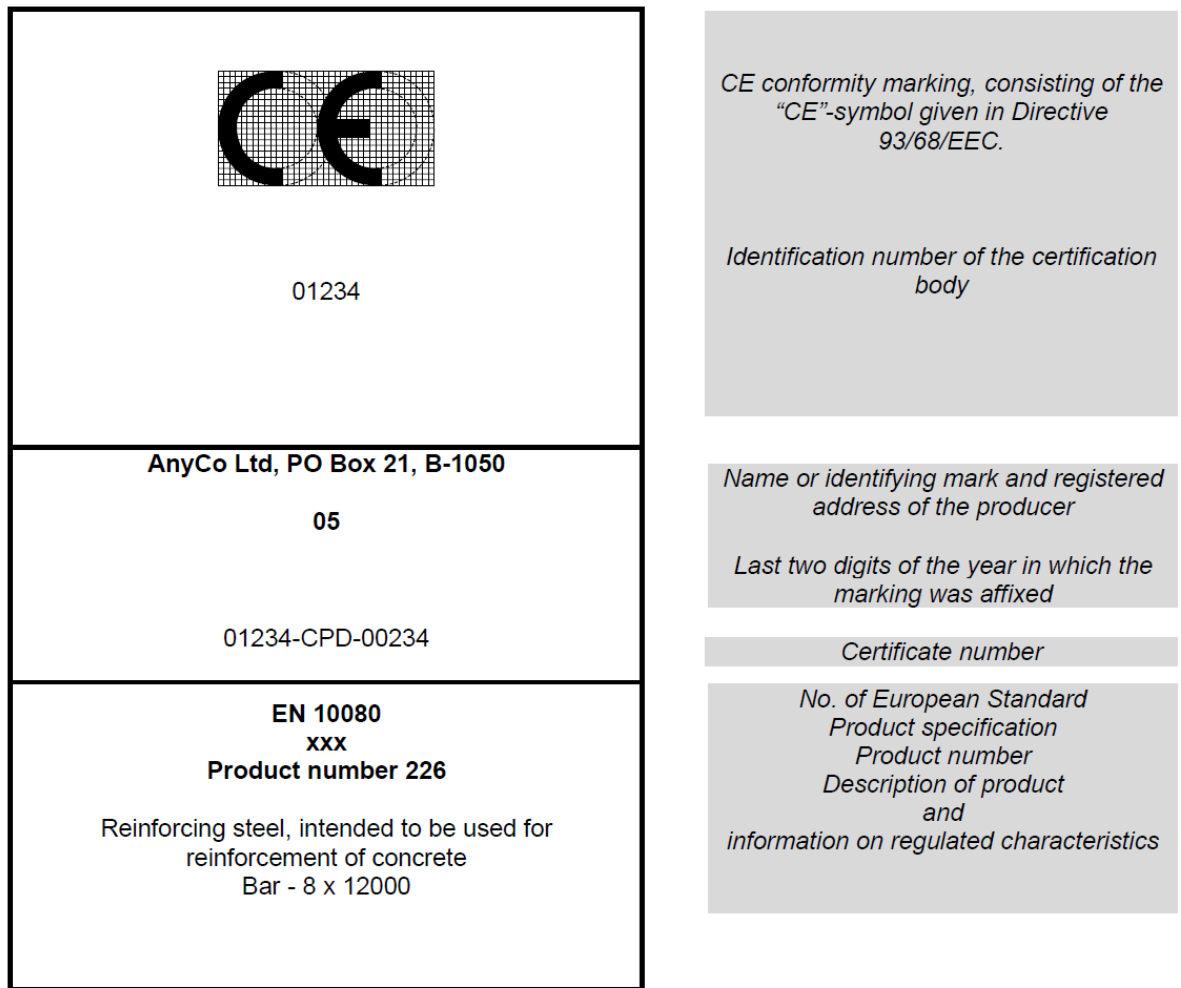 CE
01234
CE conformity marking, consisting of the
“CE”-symbol given in Directive
93/68/EEC.
Identification number of the certification
body
AnyCo Ltd, PO Box 21, B-1050
05
01234-CPD-00234
Name or identifying mark and registered
address of the producer
Last two digits of the year in which the
marking was affixed
Certificate number
EN 10080
xxx
Product number 226
Reinforcing steel, intended to be used for
reinforcement of concrete
Bar - 8 x 12000
No. of European Standard
Product specification
Product number
Description of product
and
information on regulated characteristics